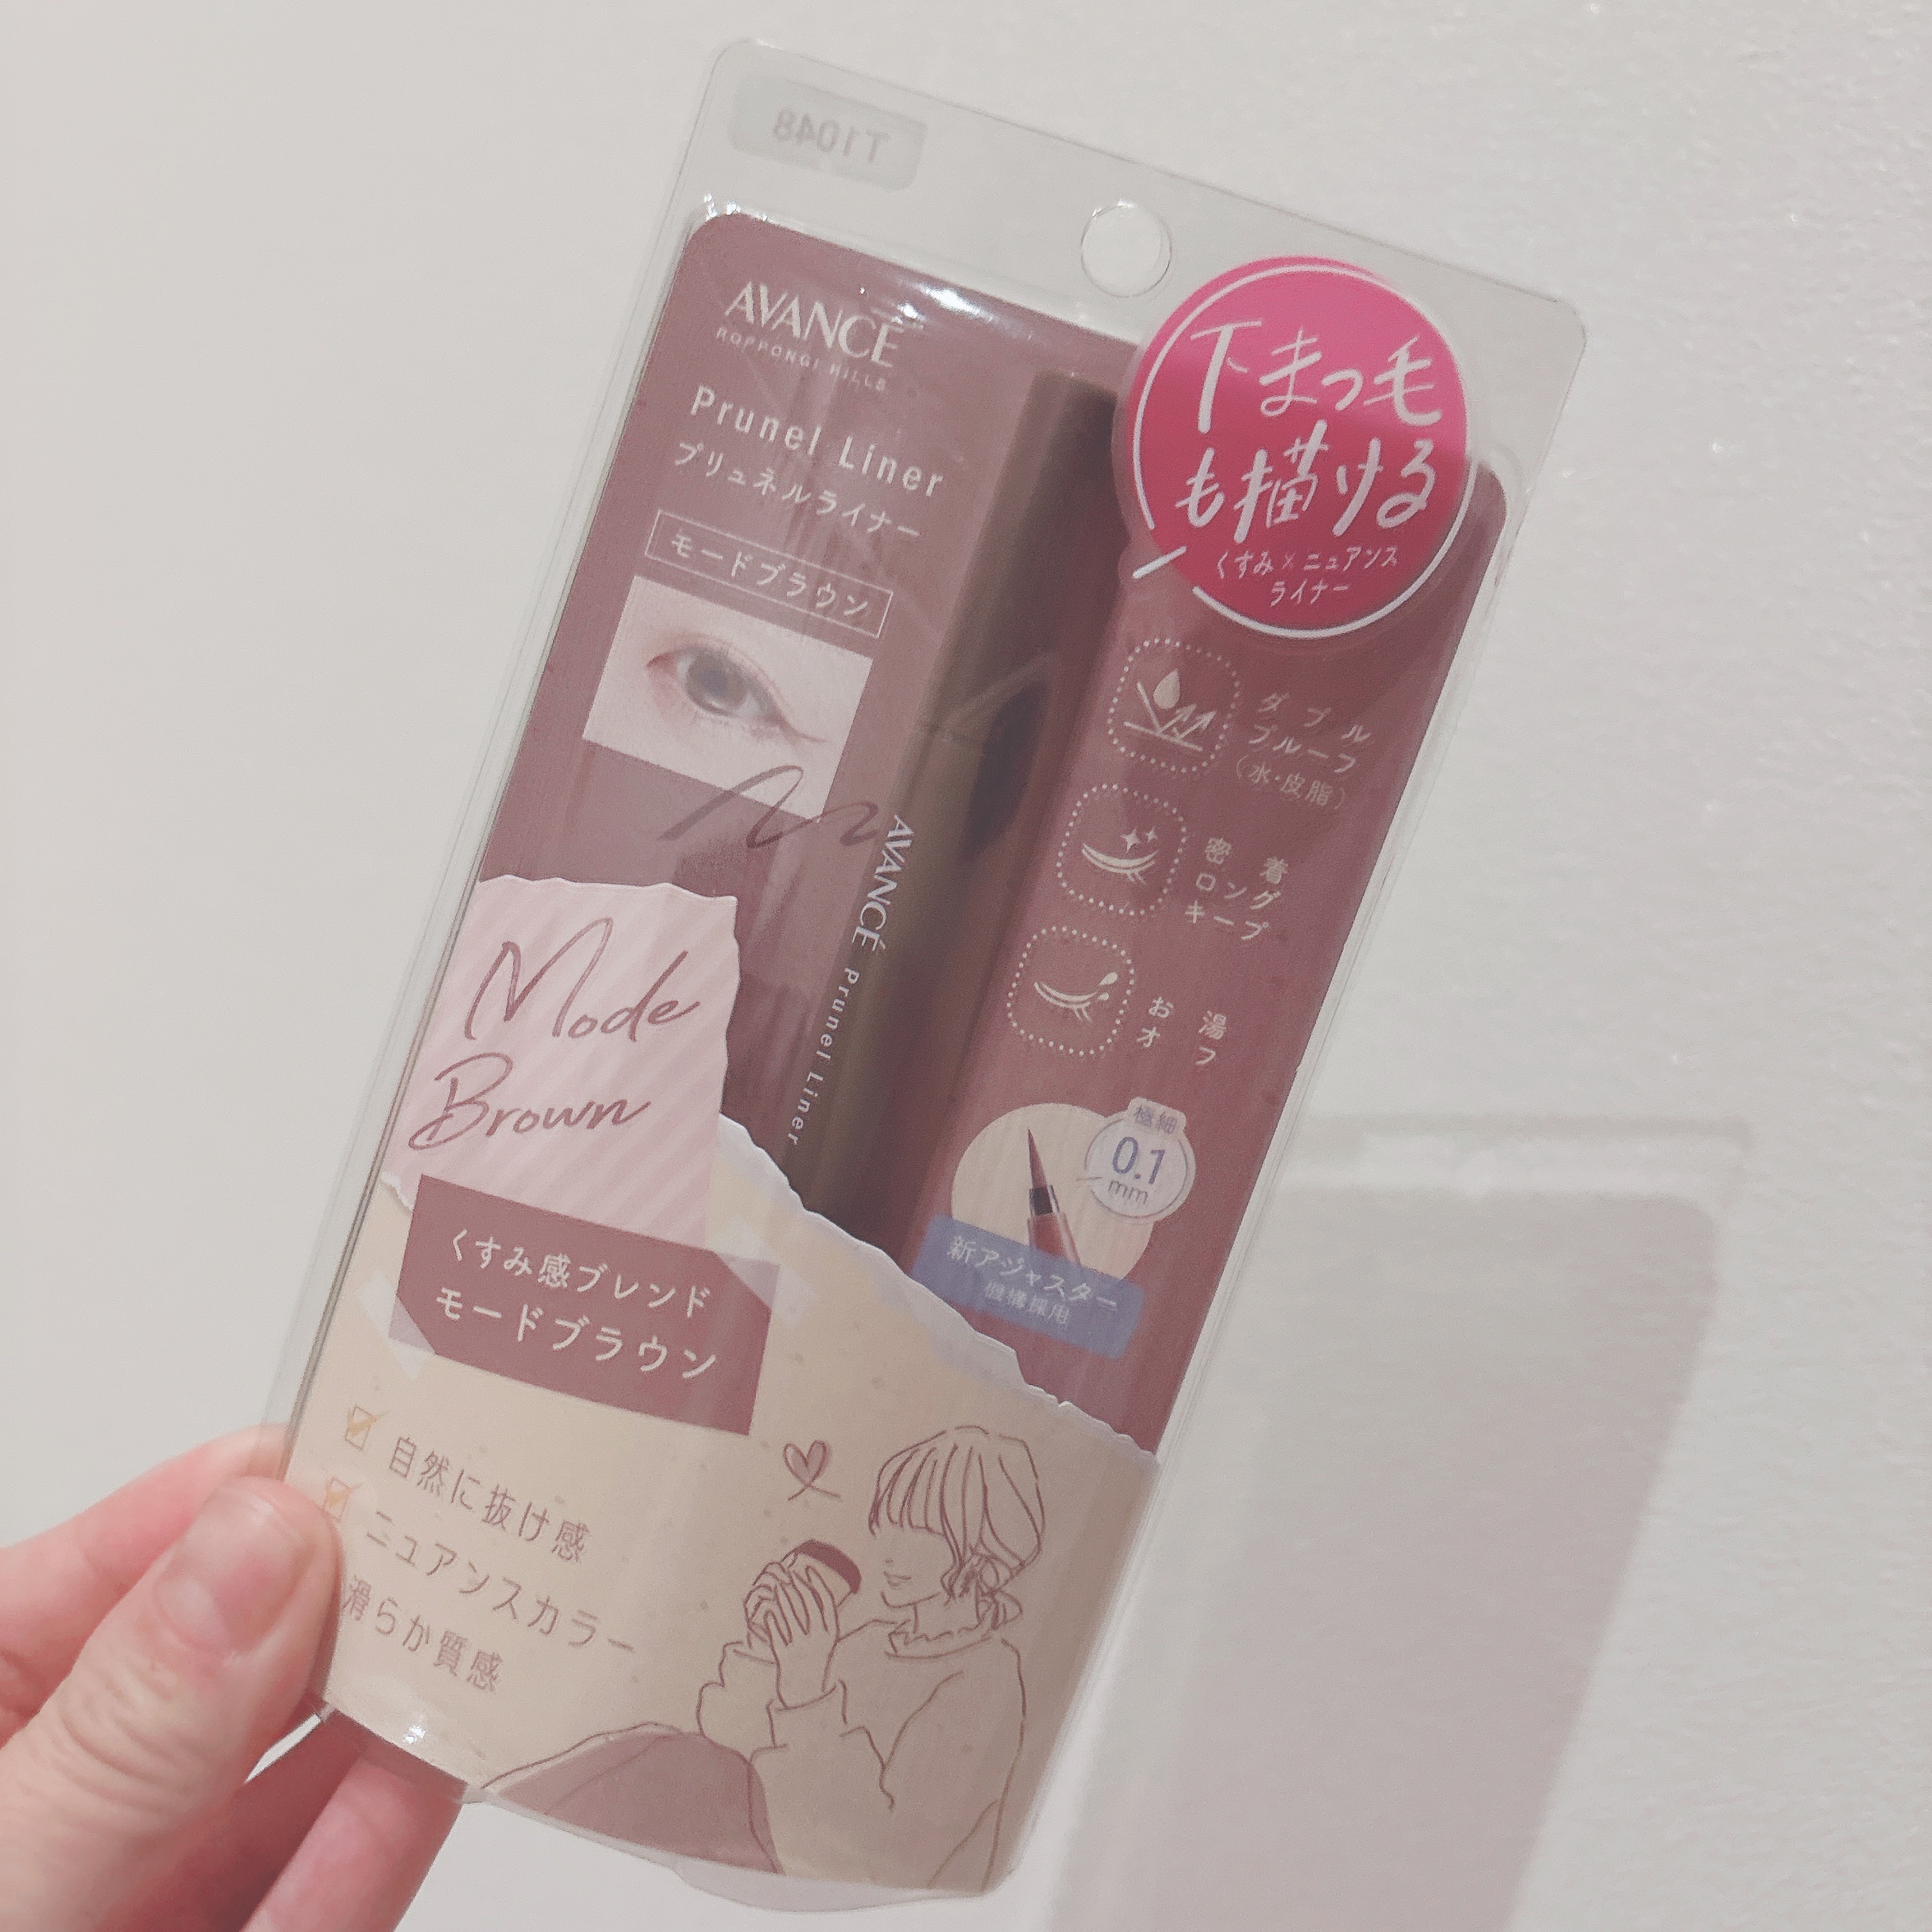 T1048
AVANCÉ
ROPPONGI HILLS
Prunel Liner
プリュネルライナー
モードブラウン
下まつ毛
も描ける
くすみ×ニュアンス
ライナー
ダブル
プルーフ
(水・皮脂)
密着
ロング
キープ
お湯
オフ
極細
0.1
mm
新アジャスター
機構採用
AVANCÉ Prunel Liner
Mode
Brown
くすみ感ブレンド
モードブラウン
自然に抜け感
ニュアンスカラー
滑らか質感